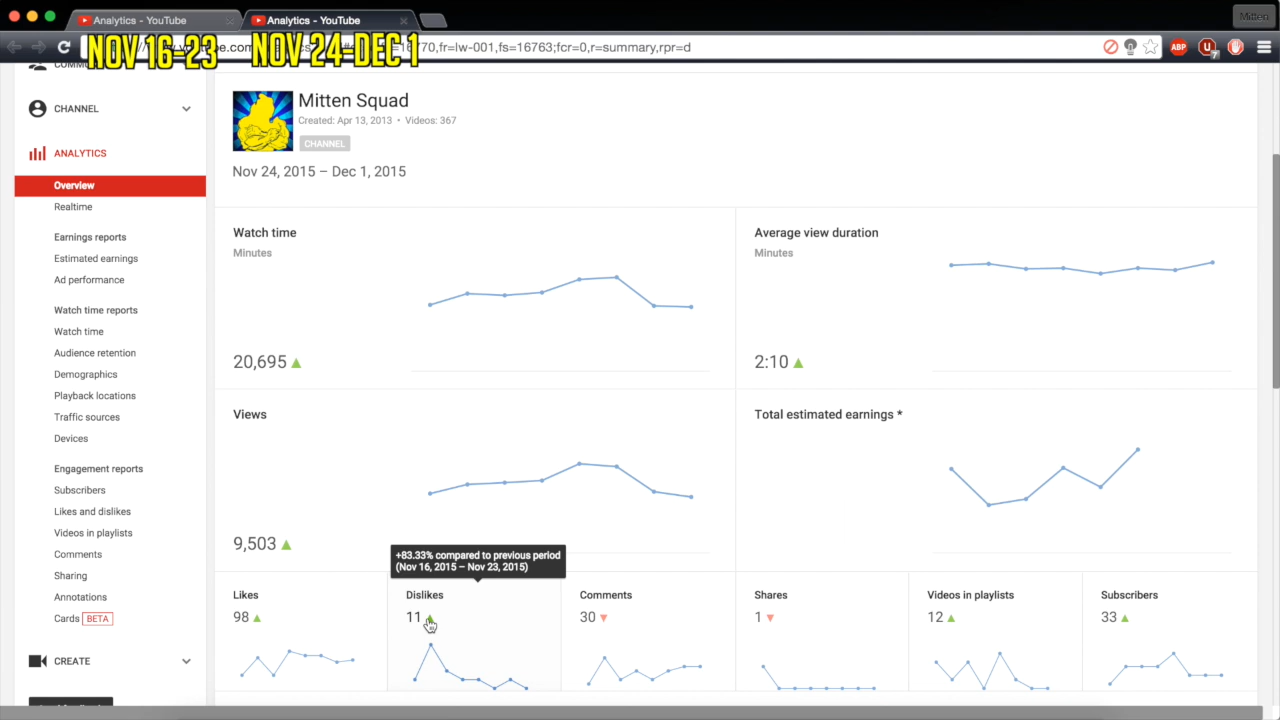 Analytics - YouTube
Analytics - YouTube
Mitten
NOV 16-23
NOV 24-DEC 1
770,fr=lw-001,fs=16763;fcr=0,r=summary,rpr=d
ABP
7
CHANNEL
ANALYTICS
Overview
Realtime
Earnings reports
Estimated earnings
Ad performance
Watch time reports
Watch time
Audience retention
Demographics
Playback locations
Traffic sources
Devices
Engagement reports
Subscribers
Likes and dislikes
Videos in playlists
Comments
Sharing
Annotations
Cards BETA
CREATE
Mitten Squad
Created: Apr 13, 2013 • Videos: 367
CHANNEL
Nov 24, 2015 – Dec 1, 2015
Watch time
Minutes
20,695
Average view duration
Minutes
2:10
Views
9,503
Total estimated earnings *
+83.33% compared to previous period
(Nov 16, 2015 – Nov 23, 2015)
Likes
98
Dislikes
11
Comments
30
Shares
1
Videos in playlists
12
Subscribers
33